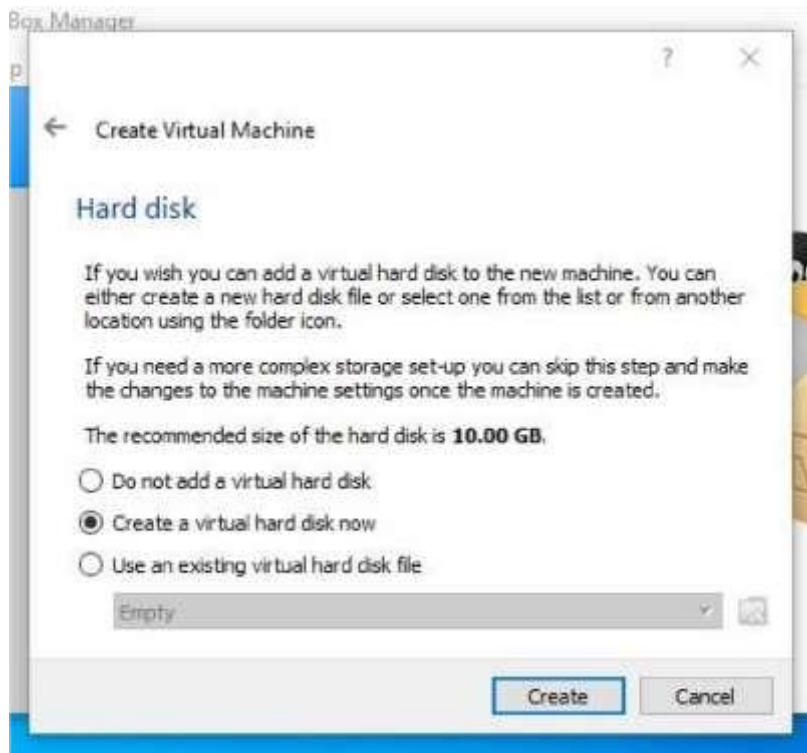 Box Manager
p
?
Create Virtual Machine
Hard disk
If you wish you can add a virtual hard disk to the new machine. You can
either create a new hard disk file or select one from the list or from another
location using the folder icon.
If you need a more complex storage set-up you can skip this step and make
the changes to the machine settings once the machine is created.
The recommended size of the hard disk is 10.00 GB.
Do not add a virtual hard disk
Create a virtual hard disk now
Use an existing virtual hard disk file
Empty
Create Cancel